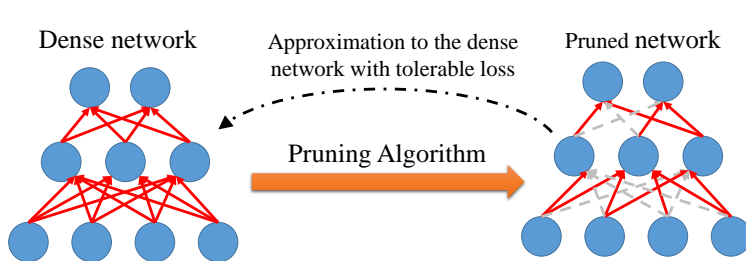 Dense network
Approximation to the dense
network with tolerable loss
Pruned network
Pruning Algorithm